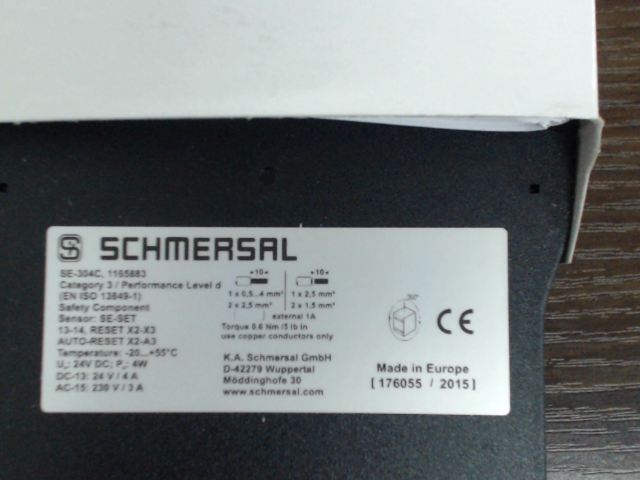 SCHMERSAL
SE-304C, 1165883
Category 3 / Performance Level d
(EN ISO 13849-1)
Safety Component
Sensor: SE-SET
13-14, RESET X2-X3
AUTO-RESET X2-A3
Temperature: -20...+55°C
DC-13: 24 V / 4 A
AC-15: 230 V / 3 A
10 10
1 x 0,5...4 mm² 1 x 2,5 mm²
2 x 2,5 mm² 2 x 1,5 mm²
external 1A
Torque 0.6 Nm /5 lb in
use copper conductors only
K.A. Schmersal GmbH
D-42279 Wuppertal
Möddinghofe 30
www.schmersal.com
CE
Made in Europe
[ 176055 / 2015 ]